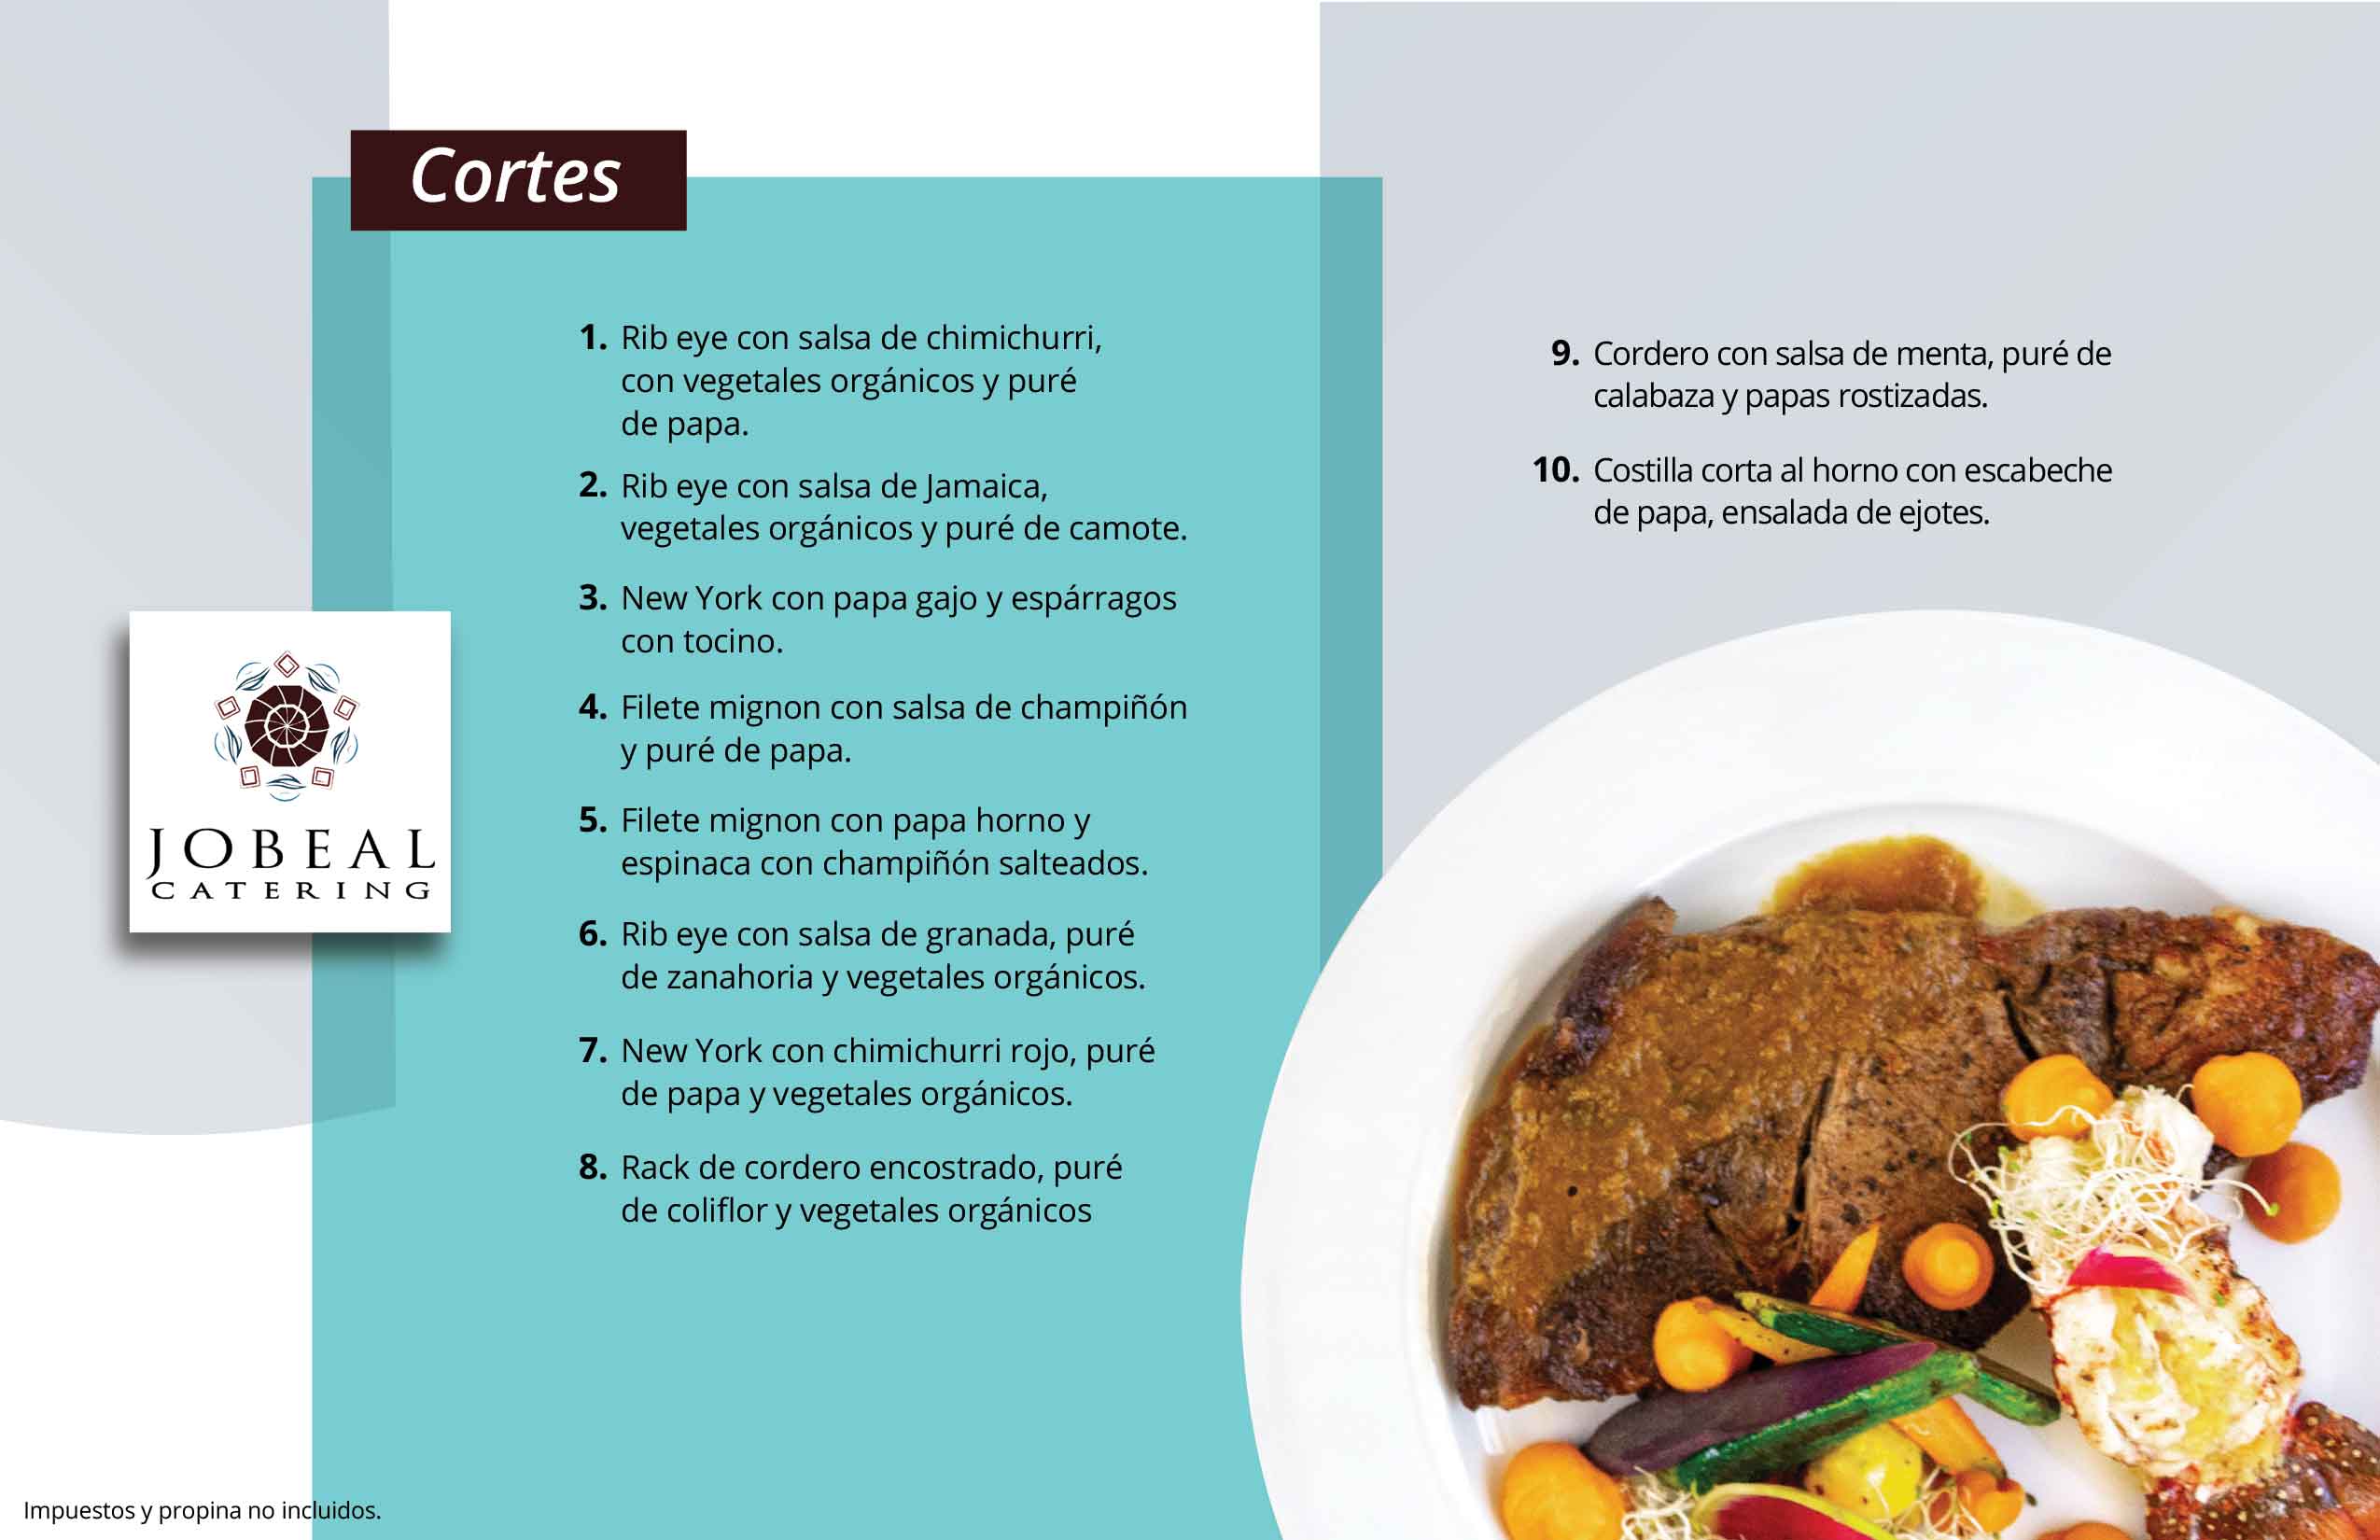 Cortes
1. Rib eye con salsa de chimichurri,
con vegetales orgánicos y puré
de papa.
2. Rib eye con salsa de Jamaica,
vegetales orgánicos y puré de camote.
3. New York con papa gajo y espárragos
con tocino.
4. Filete mignon con salsa de champiñón
y puré de papa.
5. Filete mignon con papa horno y
espinaca con champiñón salteados.
6. Rib eye con salsa de granada, puré
de zanahoria y vegetales orgánicos.
7. New York con chimichurri rojo, puré
de papa y vegetales orgánicos.
8. Rack de cordero encostrado, puré
de coliflor y vegetales orgánicos
9. Cordero con salsa de menta, puré de
calabaza y papas rostizadas.
10. Costilla corta al horno con escabeche
de papa, ensalada de ejotes.
JOBEAL
CATERING
Impuestos y propina no incluidos.